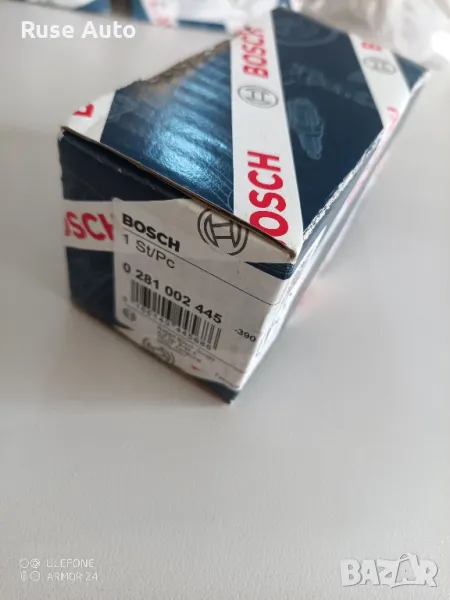 Ruse Auto
BOSCH
BOSCH
BOSCH
BOSCH
1 St/Pc
0 281 002 445
-390
ULEFONE
ARMOR 24
bazar